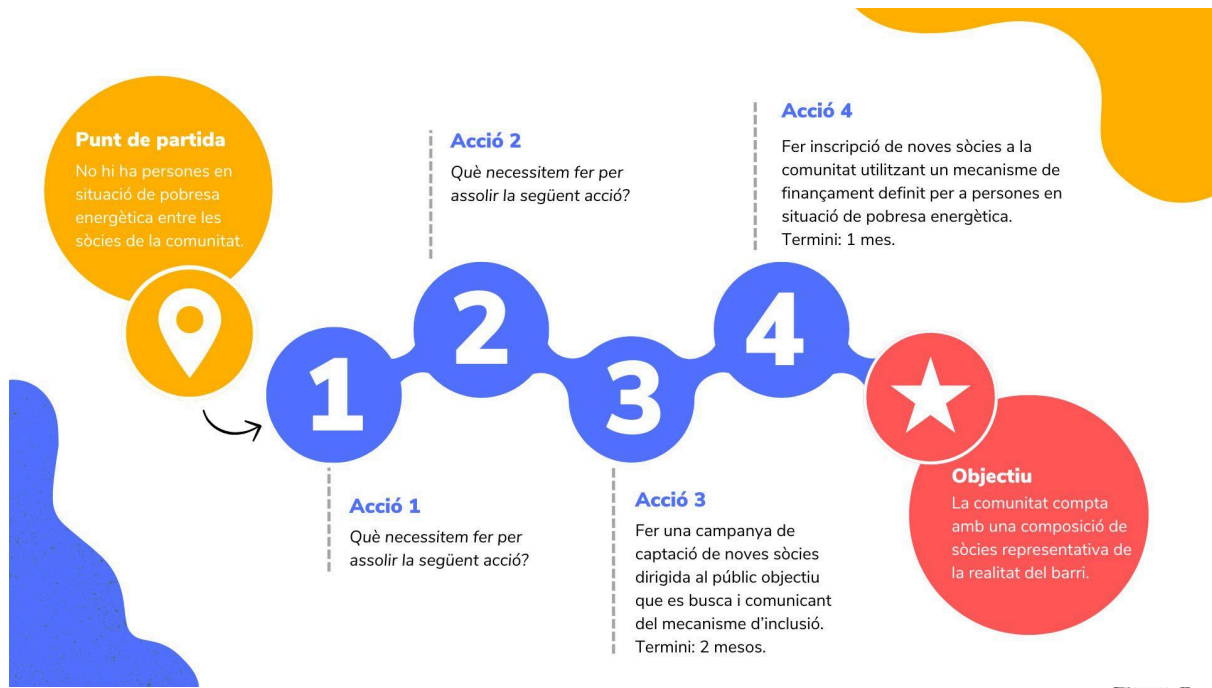 Punt de partida
No hi ha persones en
situació de pobresa
energètica entre les
sòcies de la comunitat.
1
Acció 1
Què necessitem fer per
assolir la següent acció?
2
Acció 2
Què necessitem fer per
assolir la següent acció?
3
Acció 3
Fer una campanya de
captació de noves sòcies
dirigida al públic objectiu
que es busca i comunicant
del mecanisme d’inclusió.
Termini: 2 mesos.
4
Acció 4
Fer inscripció de noves sòcies a la
comunitat utilitzant un mecanisme de
finançament definit per a persones en
situació de pobresa energètica.
Termini: 1 mes.
Objectiu
La comunitat compta
amb una composició de
sòcies representativa de
la realitat del barri.